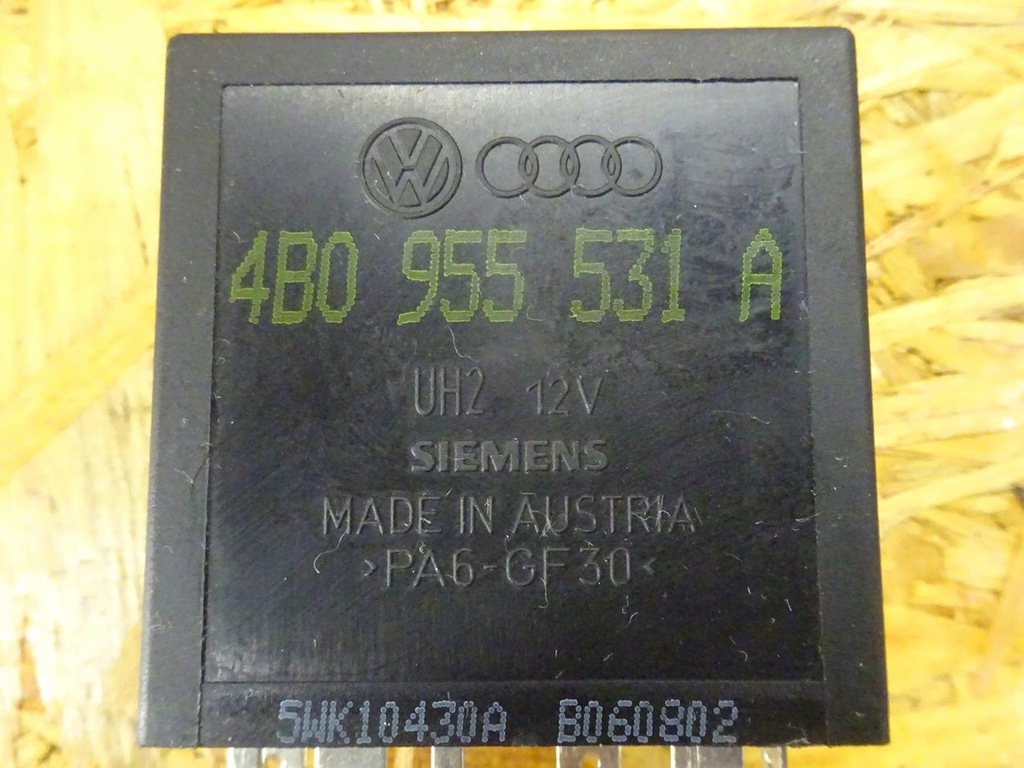 4B0 955 531 A
UH2 12V
SIEMENS
MADE IN AUSTRIA
>PA6-GF30<
5WK10430A B060802